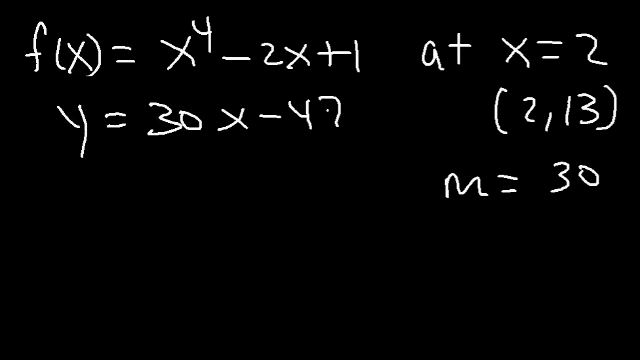 f(x) = x⁴ - 2x + 1 at x = 2
y = 30x - 47 (2, 13)
m = 30